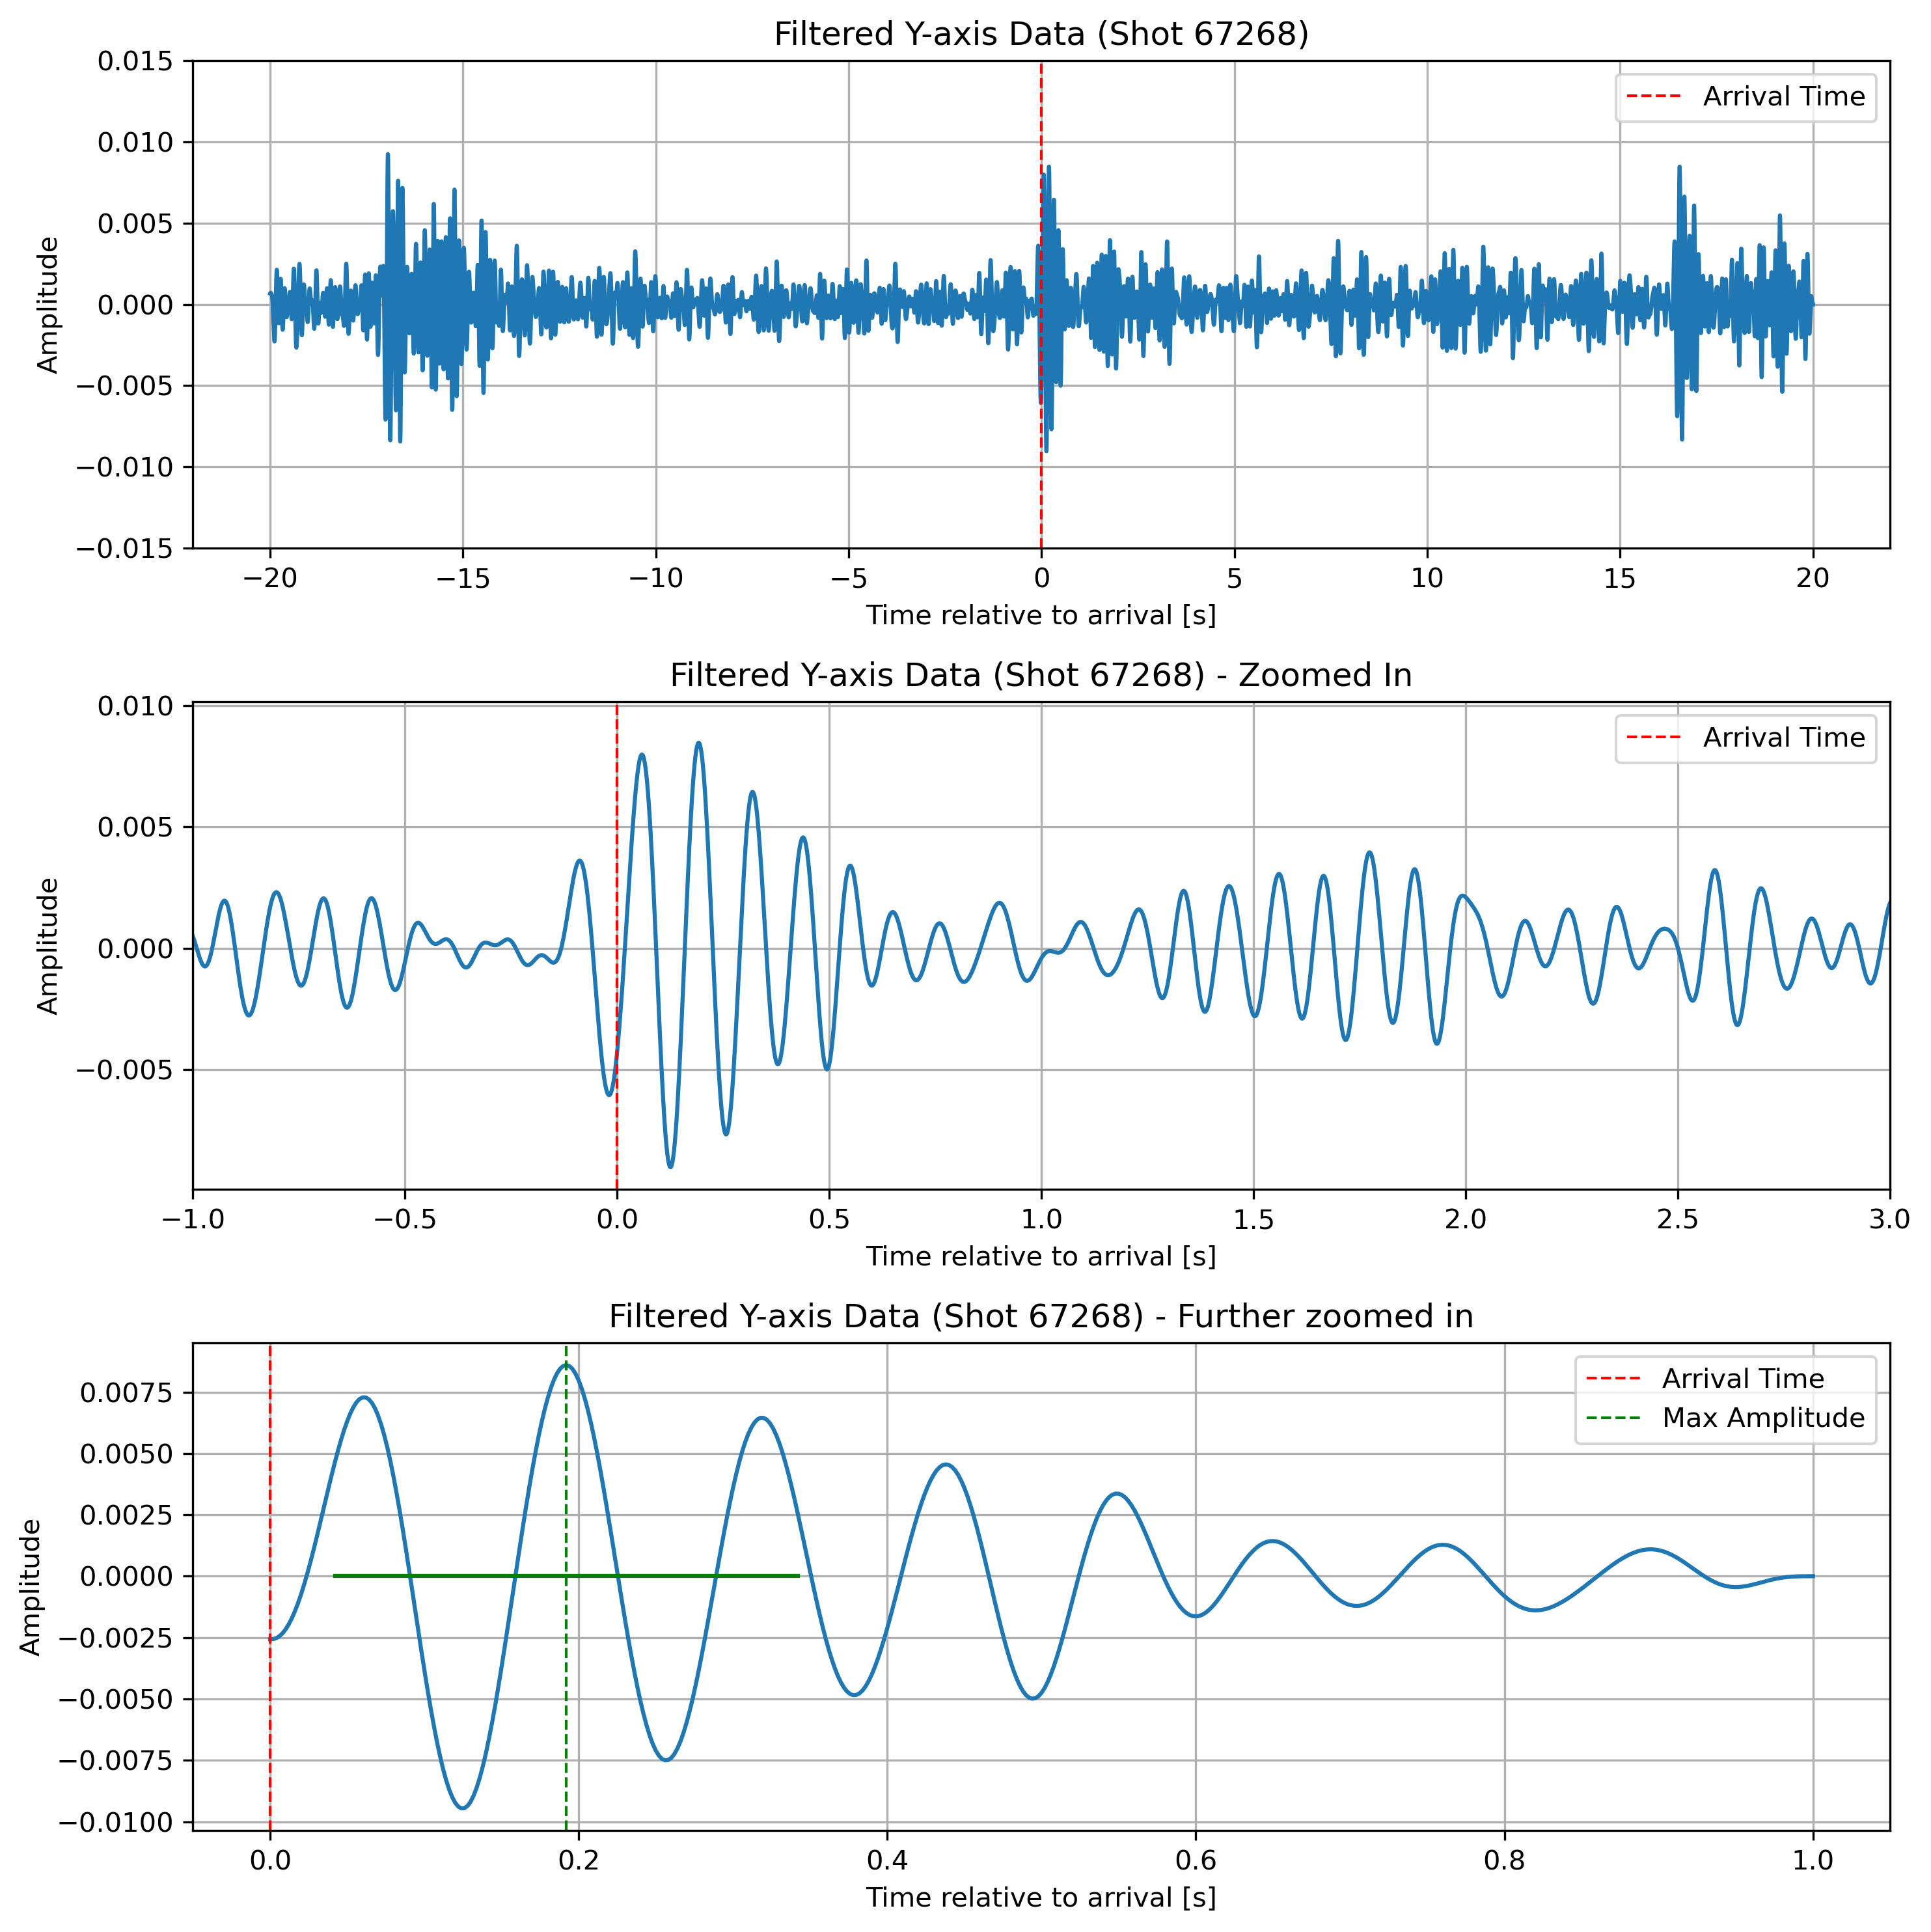 Filtered Y-axis Data (Shot 67268)
0.015
0.010
0.005
0.000
−0.005
−0.010
−0.015
Amplitude
Arrival Time
−20 −15 −10 −5 0 5 10 15 20
Time relative to arrival [s]
Filtered Y-axis Data (Shot 67268) - Zoomed In
0.010
0.005
0.000
−0.005
Amplitude
Arrival Time
−1.0 −0.5 0.0 0.5 1.0 1.5 2.0 2.5 3.0
Time relative to arrival [s]
Filtered Y-axis Data (Shot 67268) - Further zoomed in
0.0075
0.0050
0.0025
0.0000
−0.0025
−0.0050
−0.0075
−0.0100
Amplitude
Arrival Time
Max Amplitude
0.0 0.2 0.4 0.6 0.8 1.0
Time relative to arrival [s]